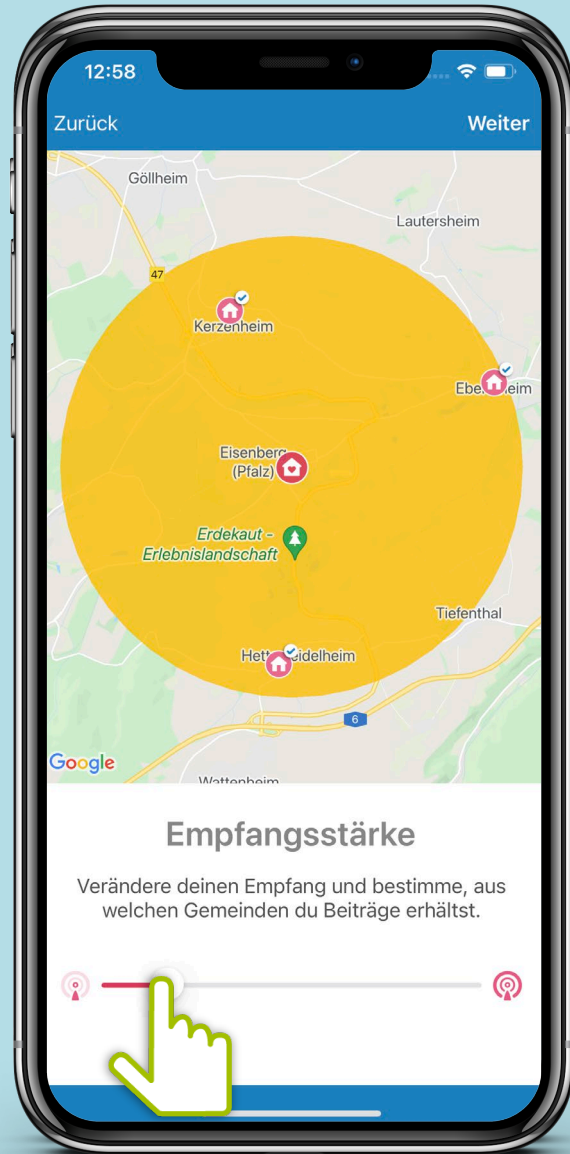 12:58
Zurück
Weiter
Göllheim
Lautersheim
47
Kerzenheim
Eisenberg
(Pfalz)
Erdekaut -
Erlebnislandschaft
Tiefenthal
6
Google
Wattenheim
Empfangsstärke
Verändere deinen Empfang und bestimme, aus
welchen Gemeinden du Beiträge erhältst.